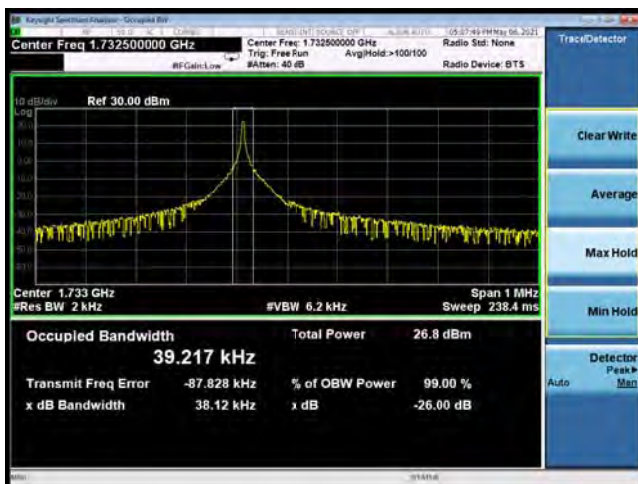 Keysight Spectrum Analyzer - Occupied BW
05:07:49 PM May 06, 2021
Center Freq 1.732500000 GHz
Center Freq: 1.732500000 GHz
Radio Std: None
Trace/Detector
Trig: Free Run
Avg|Hold:>100/100
#IFGain:Low
#Atten: 40 dB
Radio Device: BTS
10 dB/div
Ref 30.00 dBm
Log
Clear Write
Average
Max Hold
Min Hold
Center 1.733 GHz
Span 1 MHz
#Res BW 2 kHz
#VBW 6.2 kHz
Sweep 238.4 ms
Occupied Bandwidth
Total Power
26.8 dBm
39.217 kHz
Transmit Freq Error
-87.828 kHz
% of OBW Power
99.00 %
x dB Bandwidth
38.12 kHz
x dB
-26.00 dB
Detector
Peak▶
Auto
Man
MSG
STATUS